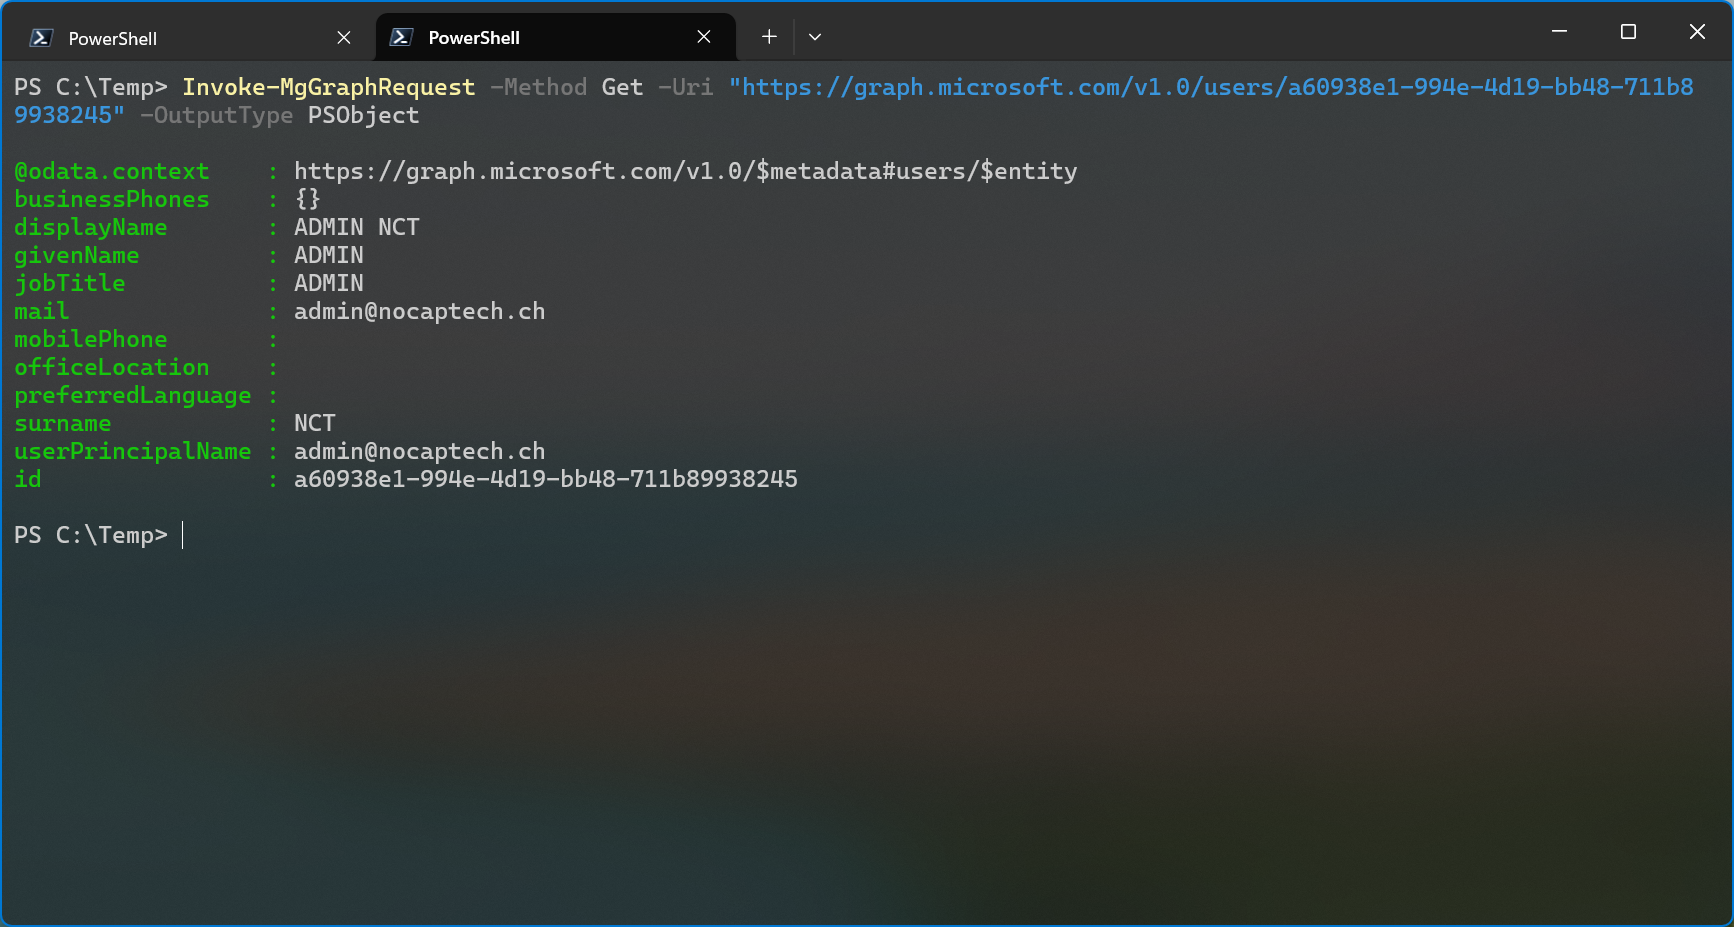 PowerShell PowerShell
PS C:\Temp> Invoke-MgGraphRequest -Method Get -Uri "https://graph.microsoft.com/v1.0/users/a60938e1-994e-4d19-bb48-711b8
9938245" -OutputType PSObject
@odata.context    : https://graph.microsoft.com/v1.0/$metadata#users/$entity
businessPhones    : {}
displayName       : ADMIN NCT
givenName         : ADMIN
jobTitle          : ADMIN
mail              : admin@nocaptech.ch
mobilePhone       :
officeLocation    :
preferredLanguage :
surname           : NCT
userPrincipalName : admin@nocaptech.ch
id                : a60938e1-994e-4d19-bb48-711b89938245
PS C:\Temp>